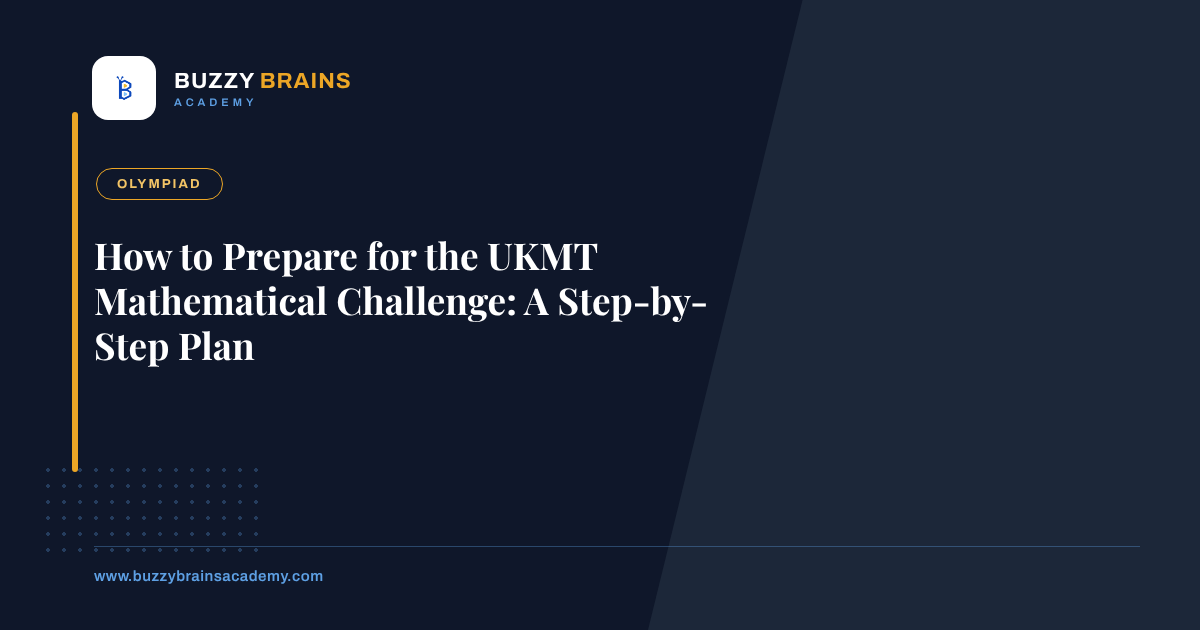 BUZZY BRAINS
ACADEMY
OLYMPIAD
How to Prepare for the UKMT
Mathematical Challenge: A Step-by-
Step Plan
www.buzzybrainsacademy.com